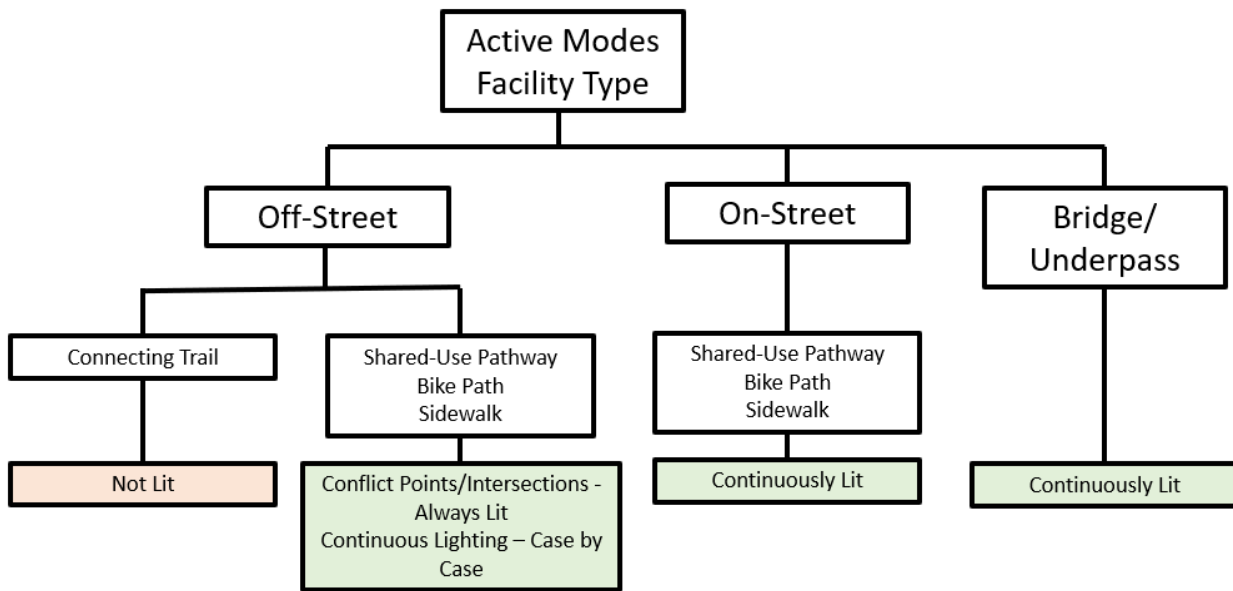 Active Modes
Facility Type
Off-Street
On-Street
Bridge/
Underpass
Connecting Trail
Shared-Use Pathway
Bike Path
Sidewalk
Shared-Use Pathway
Bike Path
Sidewalk
Not Lit
Conflict Points/Intersections -
Always Lit
Continuous Lighting – Case by
Case
Continuously Lit
Continuously Lit